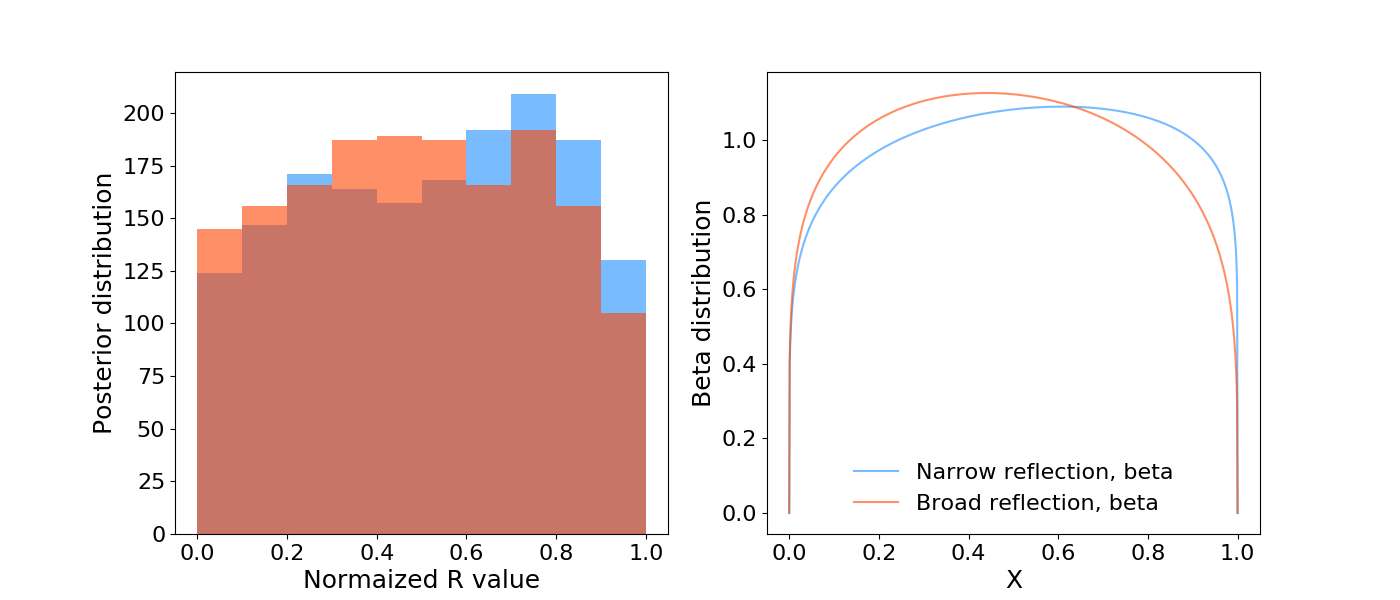 200
175
150
125
100
75
50
25
0
Posterior distribution
0.0 0.2 0.4 0.6 0.8 1.0
Normaized R value
1.0
0.8
0.6
0.4
0.2
0.0
Beta distribution
Narrow reflection, beta
Broad reflection, beta
0.0 0.2 0.4 0.6 0.8 1.0
X